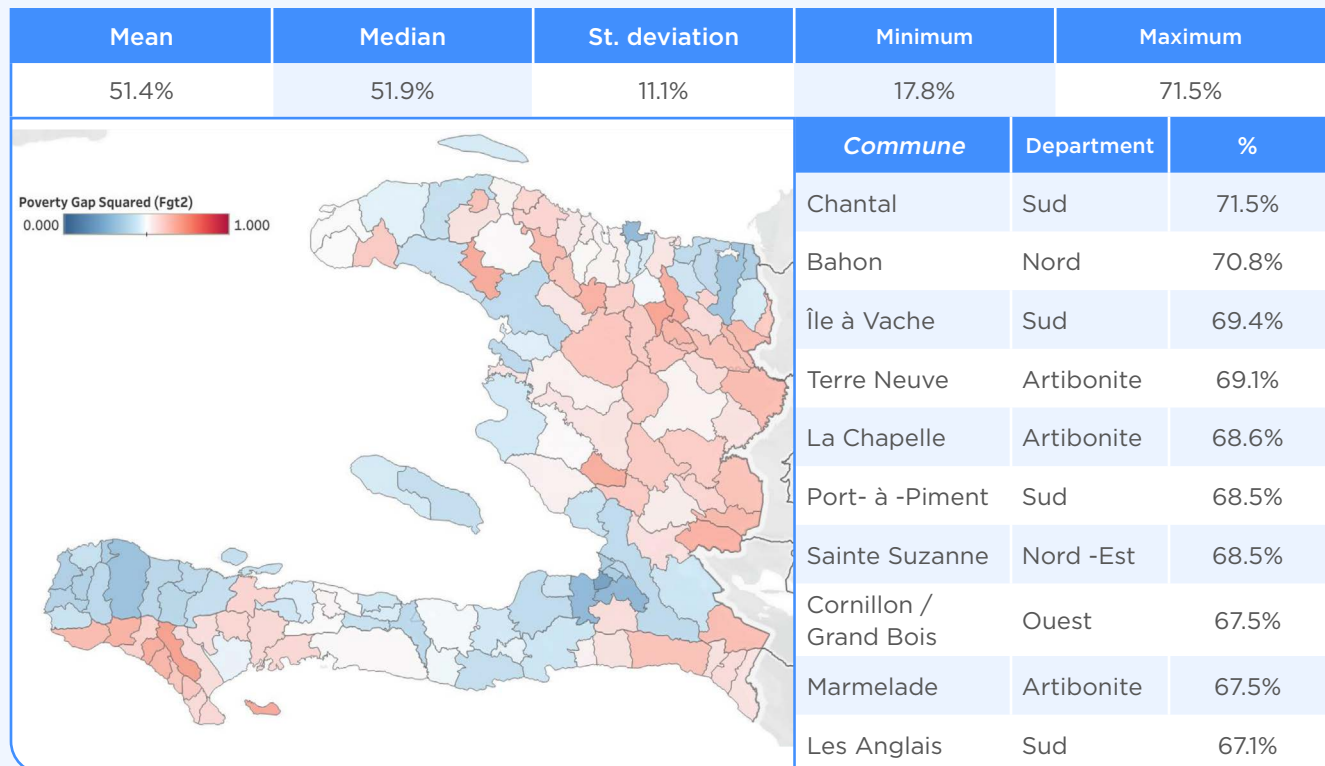 Mean Median St. deviation Minimum Maximum
51.4% 51.9% 11.1% 17.8% 71.5%
Poverty Gap Squared (Fgt2)
0.000 1.000
Commune Department %
Chantal Sud 71.5%
Bahon Nord 70.8%
Île à Vache Sud 69.4%
Terre Neuve Artibonite 69.1%
La Chapelle Artibonite 68.6%
Port- à -Piment Sud 68.5%
Sainte Suzanne Nord -Est 68.5%
Cornillon /
Grand Bois Ouest 67.5%
Marmelade Artibonite 67.5%
Les Anglais Sud 67.1%